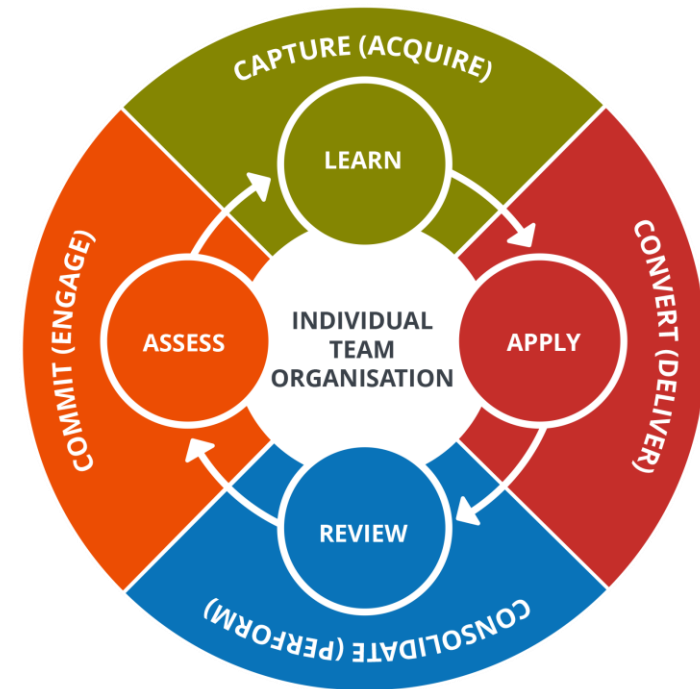 CAPTURE (ACQUIRE)
LEARN
CONVERT (DELIVER)
APPLY
CONSOLIDATE (PERFORM)
REVIEW
COMMIT (ENGAGE)
ASSESS
INDIVIDUAL
TEAM
ORGANISATION